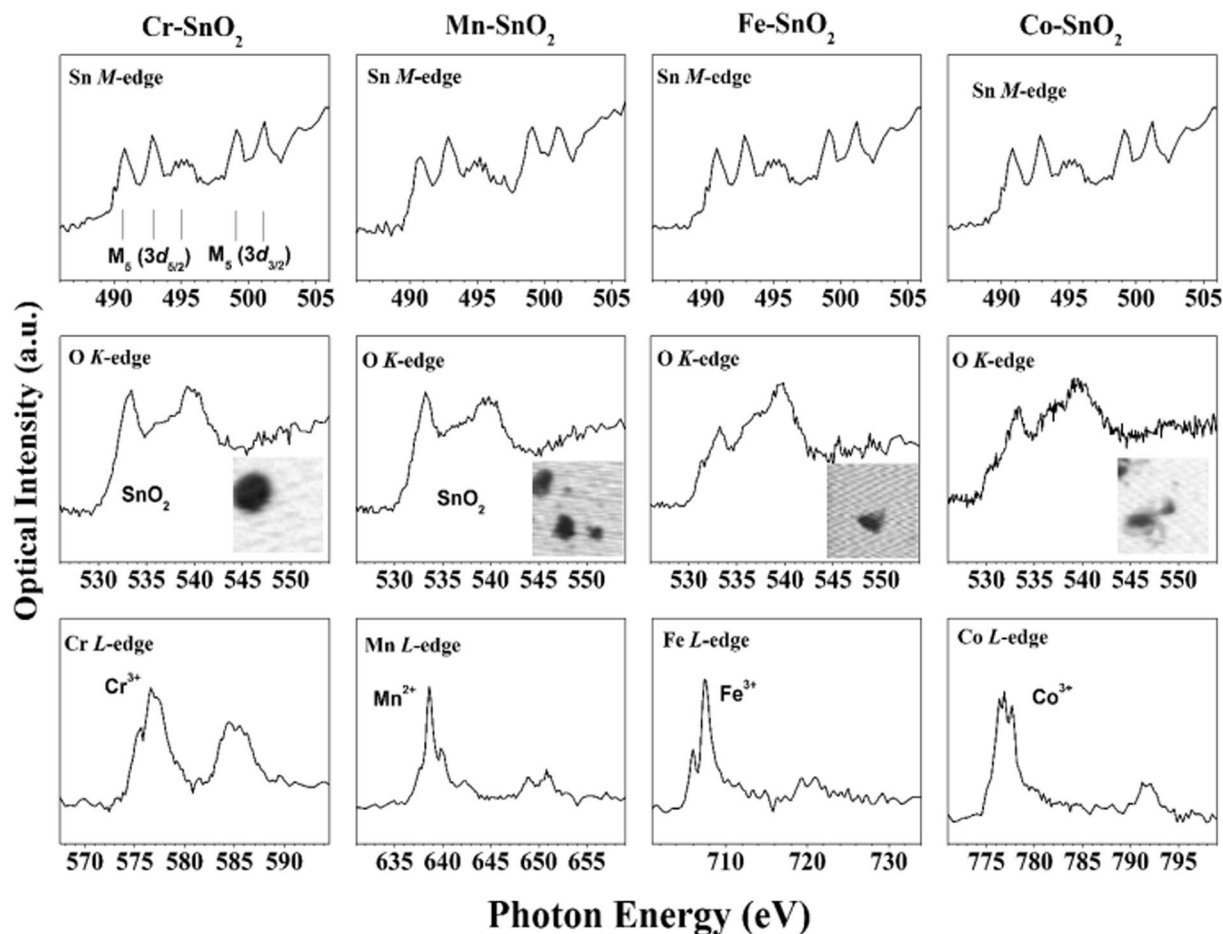 Cr-SnO₂ Mn-SnO₂ Fe-SnO₂ Co-SnO₂
Sn M-edge Sn M-edge Sn M-edge Sn M-edge
M₅ (3d₅/₂) M₅ (3d₃/₂)
490 495 500 505 490 495 500 505 490 495 500 505 490 495 500 505
Optical Intensity (a.u.)
O K-edge O K-edge O K-edge O K-edge
SnO₂ SnO₂
530 535 540 545 550 530 535 540 545 550 530 535 540 545 550 530 535 540 545 550
Cr L-edge Mn L-edge Fe L-edge Co L-edge
Cr³⁺ Mn²⁺ Fe³⁺ Co³⁺
570 575 580 585 590 635 640 645 650 655 710 720 730 775 780 785 790 795
Photon Energy (eV)